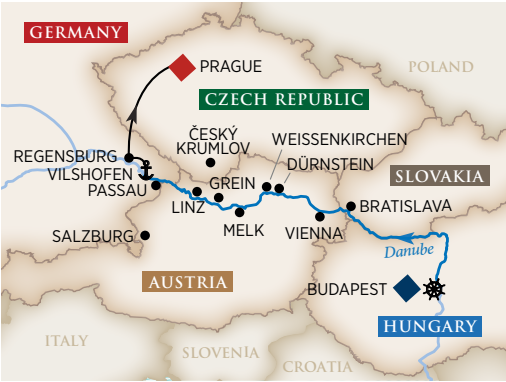 GERMANY
PRAGUE
POLAND
CZECH REPUBLIC
ČESKÝ
KRUMLOV
WEISSENKIRCHEN
DÜRNSTEIN
REGENSBURG
VILSHOFEN
PASSAU
GREIN
LINZ
MELK
VIENNA
BRATISLAVA
SLOVAKIA
SALZBURG
Danube
AUSTRIA
BUDAPEST
HUNGARY
ITALY
SLOVENIA
CROATIA